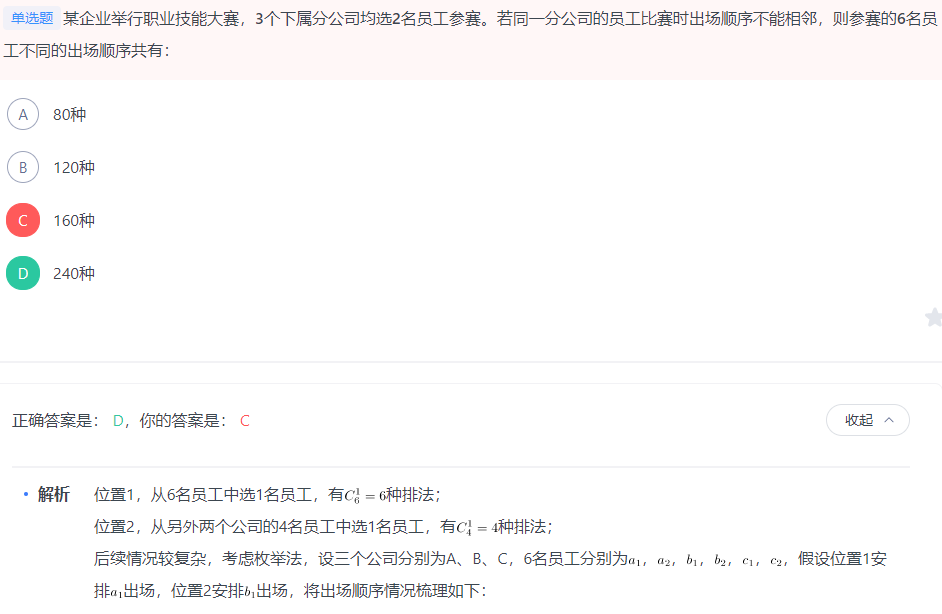 单选题 某企业举行职业技能大赛，3个下属分公司均选2名员工参赛。若同一分公司的员工比赛时出场顺序不能相邻，则参赛的6名员
工不同的出场顺序共有：
A 80种
B 120种
C 160种
D 240种
正确答案是： D，你的答案是： C
收起
· 解析 位置1，从6名员工中选1名员工，有$C_6^1=6$种排法；
位置2，从另外两个公司的4名员工中选1名员工，有$C_4^1=4$种排法；
后续情况较复杂，考虑枚举法，设三个公司分别为A、B、C，6名员工分别为$a_1$，$a_2$，$b_1$，$b_2$，$c_1$，$c_2$，假设位置1安
排$a_1$出场，位置2安排$b_1$出场，将出场顺序情况梳理如下：